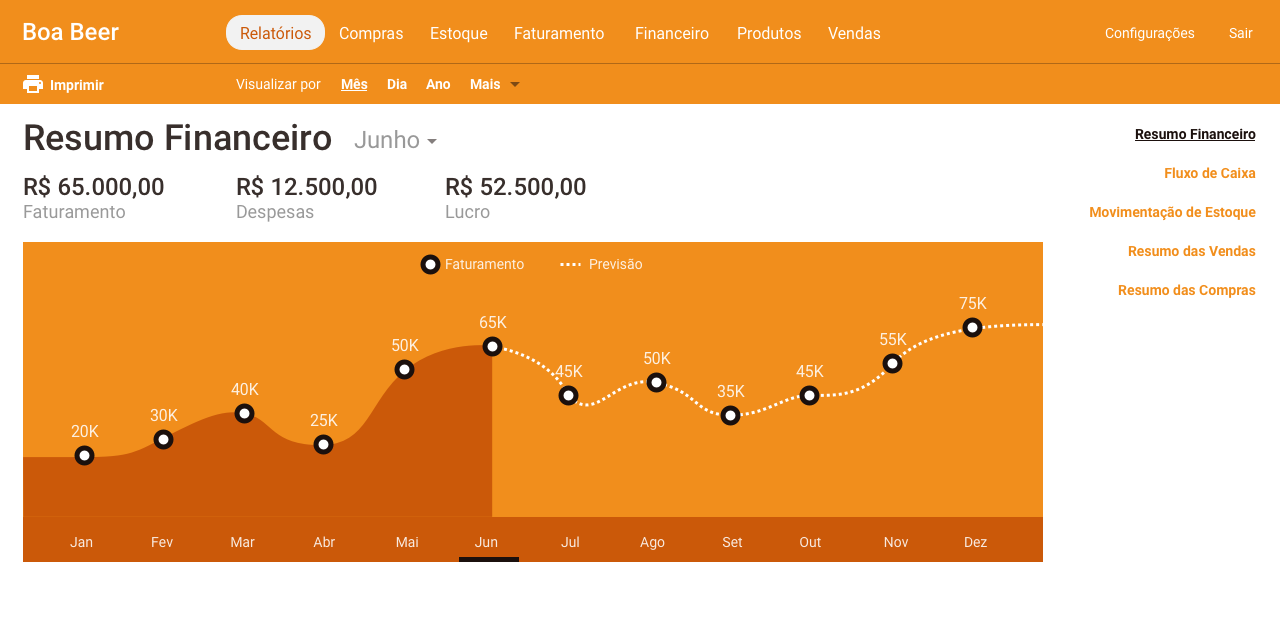 Boa Beer Relatórios Compras Estoque Faturamento Financeiro Produtos Vendas Configurações Sair
Imprimir Visualizar por Mês Dia Ano Mais
Resumo Financeiro Junho
R$ 65.000,00 R$ 12.500,00 R$ 52.500,00
Faturamento Despesas Lucro
Resumo Financeiro
Fluxo de Caixa
Movimentação de Estoque
Resumo das Vendas
Resumo das Compras
Faturamento Previsão
20K 30K 40K 25K 50K 65K 45K 50K 35K 45K 55K 75K
Jan Fev Mar Abr Mai Jun Jul Ago Set Out Nov Dez